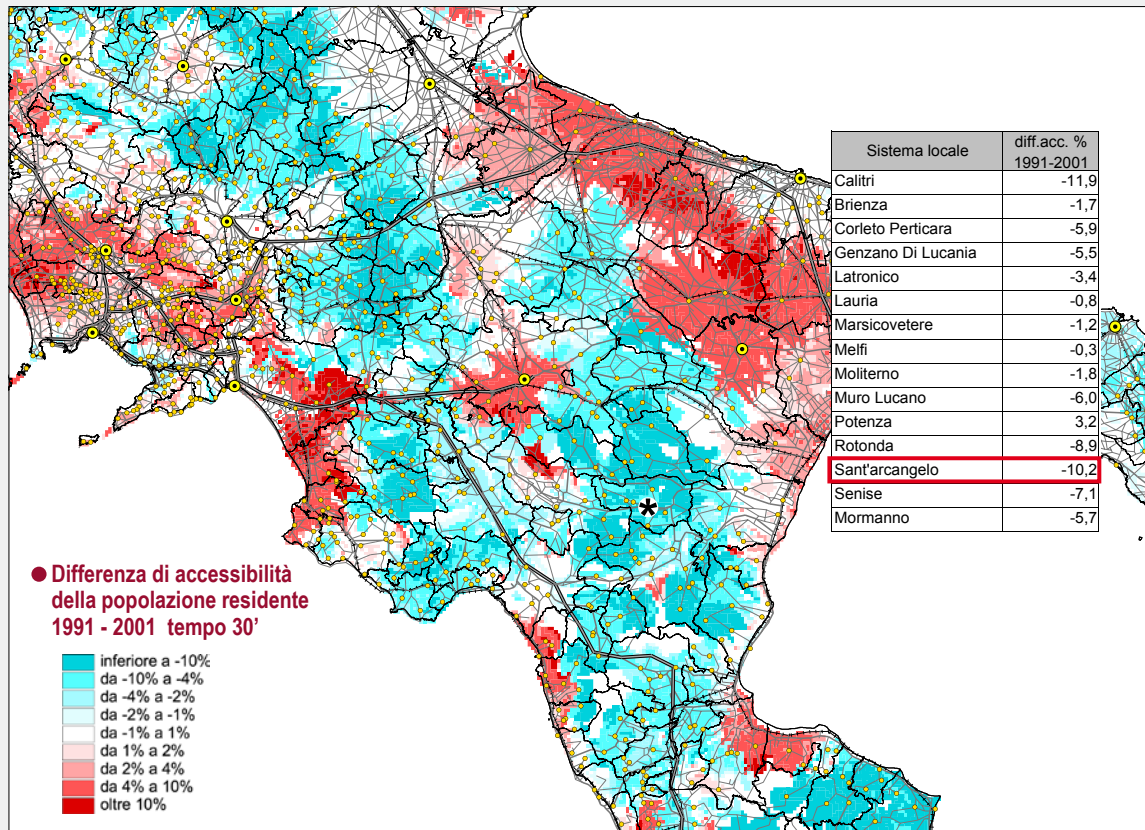 Sistema locale diff.acc. % 1991-2001
Calitri -11,9
Brienza -1,7
Corleto Perticara -5,9
Genzano Di Lucania -5,5
Latronico -3,4
Lauria -0,8
Marsicovetere -1,2
Melfi -0,3
Moliterno -1,8
Muro Lucano -6,0
Potenza 3,2
Rotonda -8,9
Sant'arcangelo -10,2
Senise -7,1
Mormanno -5,7
*
● Differenza di accessibilità
della popolazione residente
1991 - 2001 tempo 30'
inferiore a -10%
da -10% a -4%
da -4% a -2%
da -2% a -1%
da -1% a 1%
da 1% a 2%
da 2% a 4%
da 4% a 10%
oltre 10%